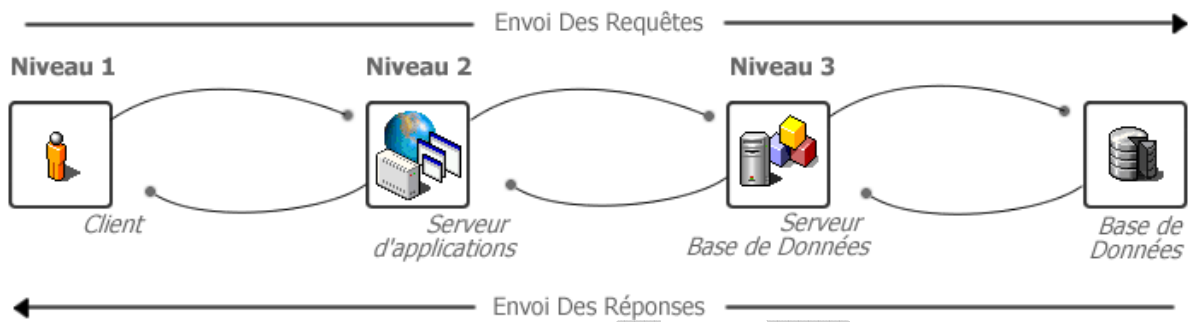 Envoi Des Requêtes
Niveau 1
Niveau 2
Niveau 3
Client
Serveur
d'applications
Serveur
Base de Données
Base de
Données
Envoi Des Réponses